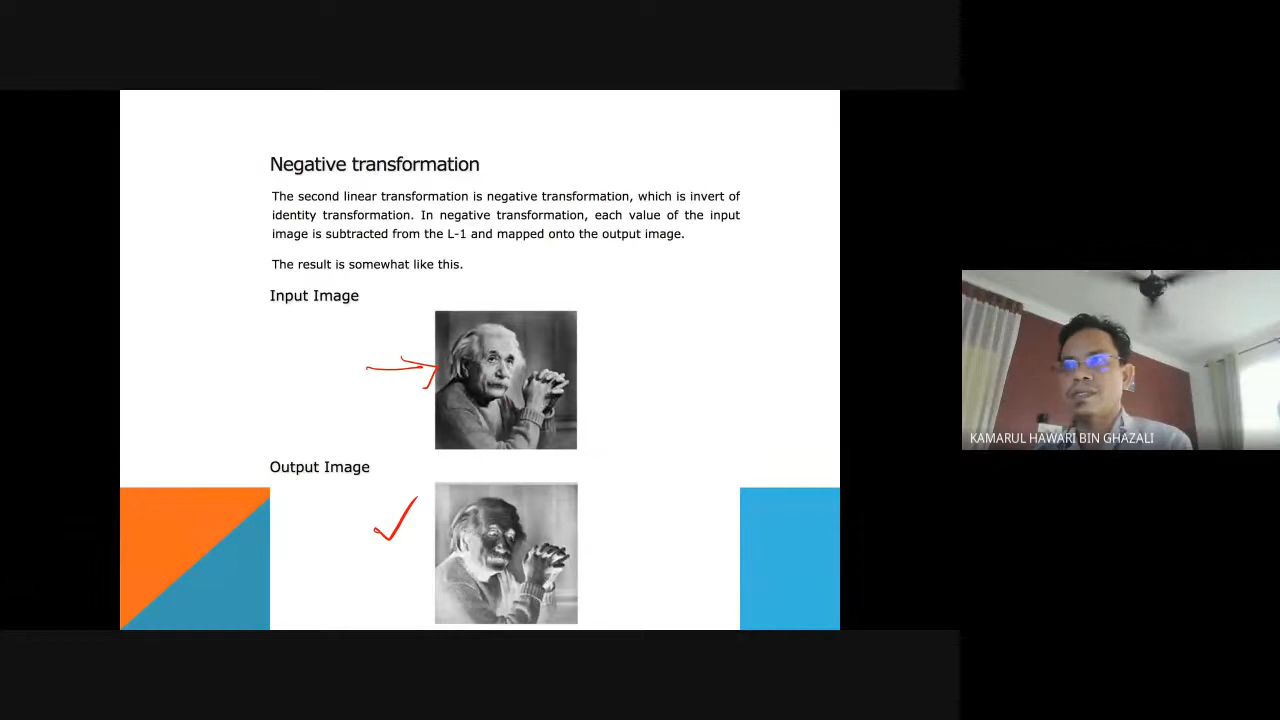 Negative transformation
The second linear transformation is negative transformation, which is invert of
identity transformation. In negative transformation, each value of the input
image is subtracted from the L-1 and mapped onto the output image.
The result is somewhat like this.
Input Image
Output Image
KAMARUL HAWARI BIN GHAZALI